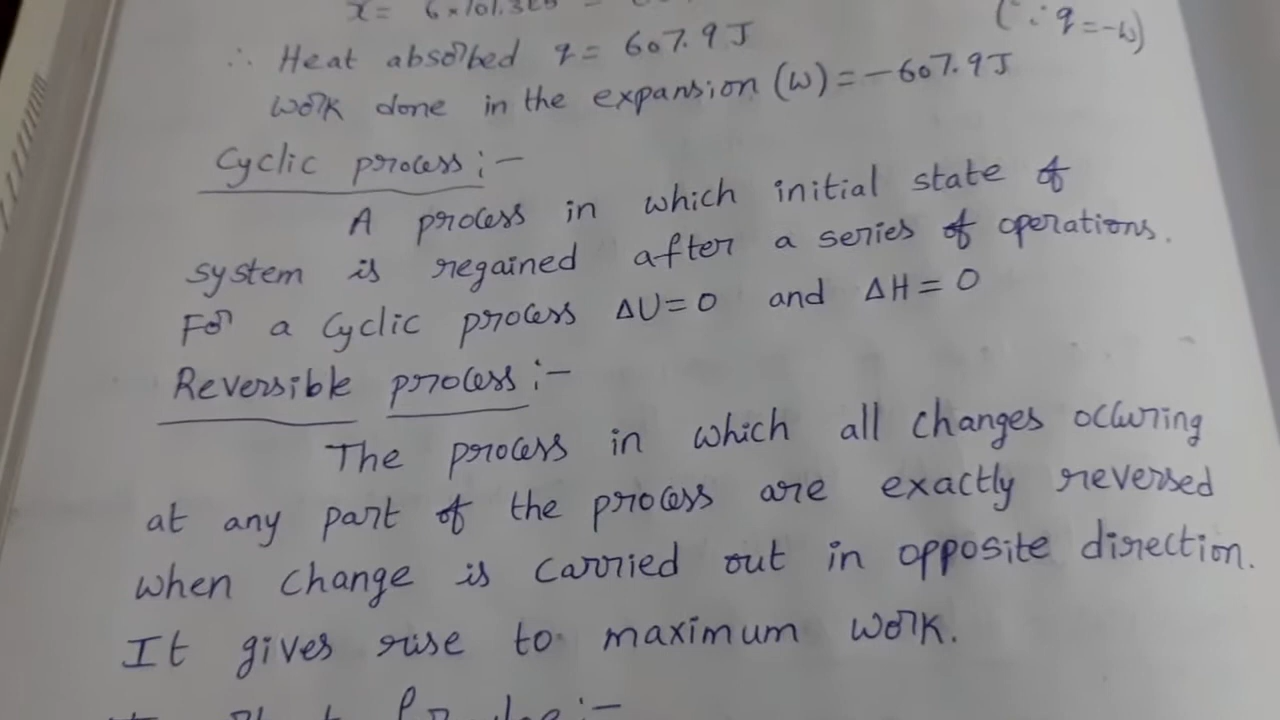 x = 6×101.325
∴ Heat absorbed q = 607.9 J (∵ q = -w)
work done in the expansion (w) = -607.9 J
Cyclic process :-
A process in which initial state of
system is regained after a series of operations.
For a cyclic process ΔU = 0 and ΔH = 0
Reversible process :-
The process in which all changes occuring
at any part of the process are exactly reversed
when change is carried out in opposite direction.
It gives rise to maximum work.